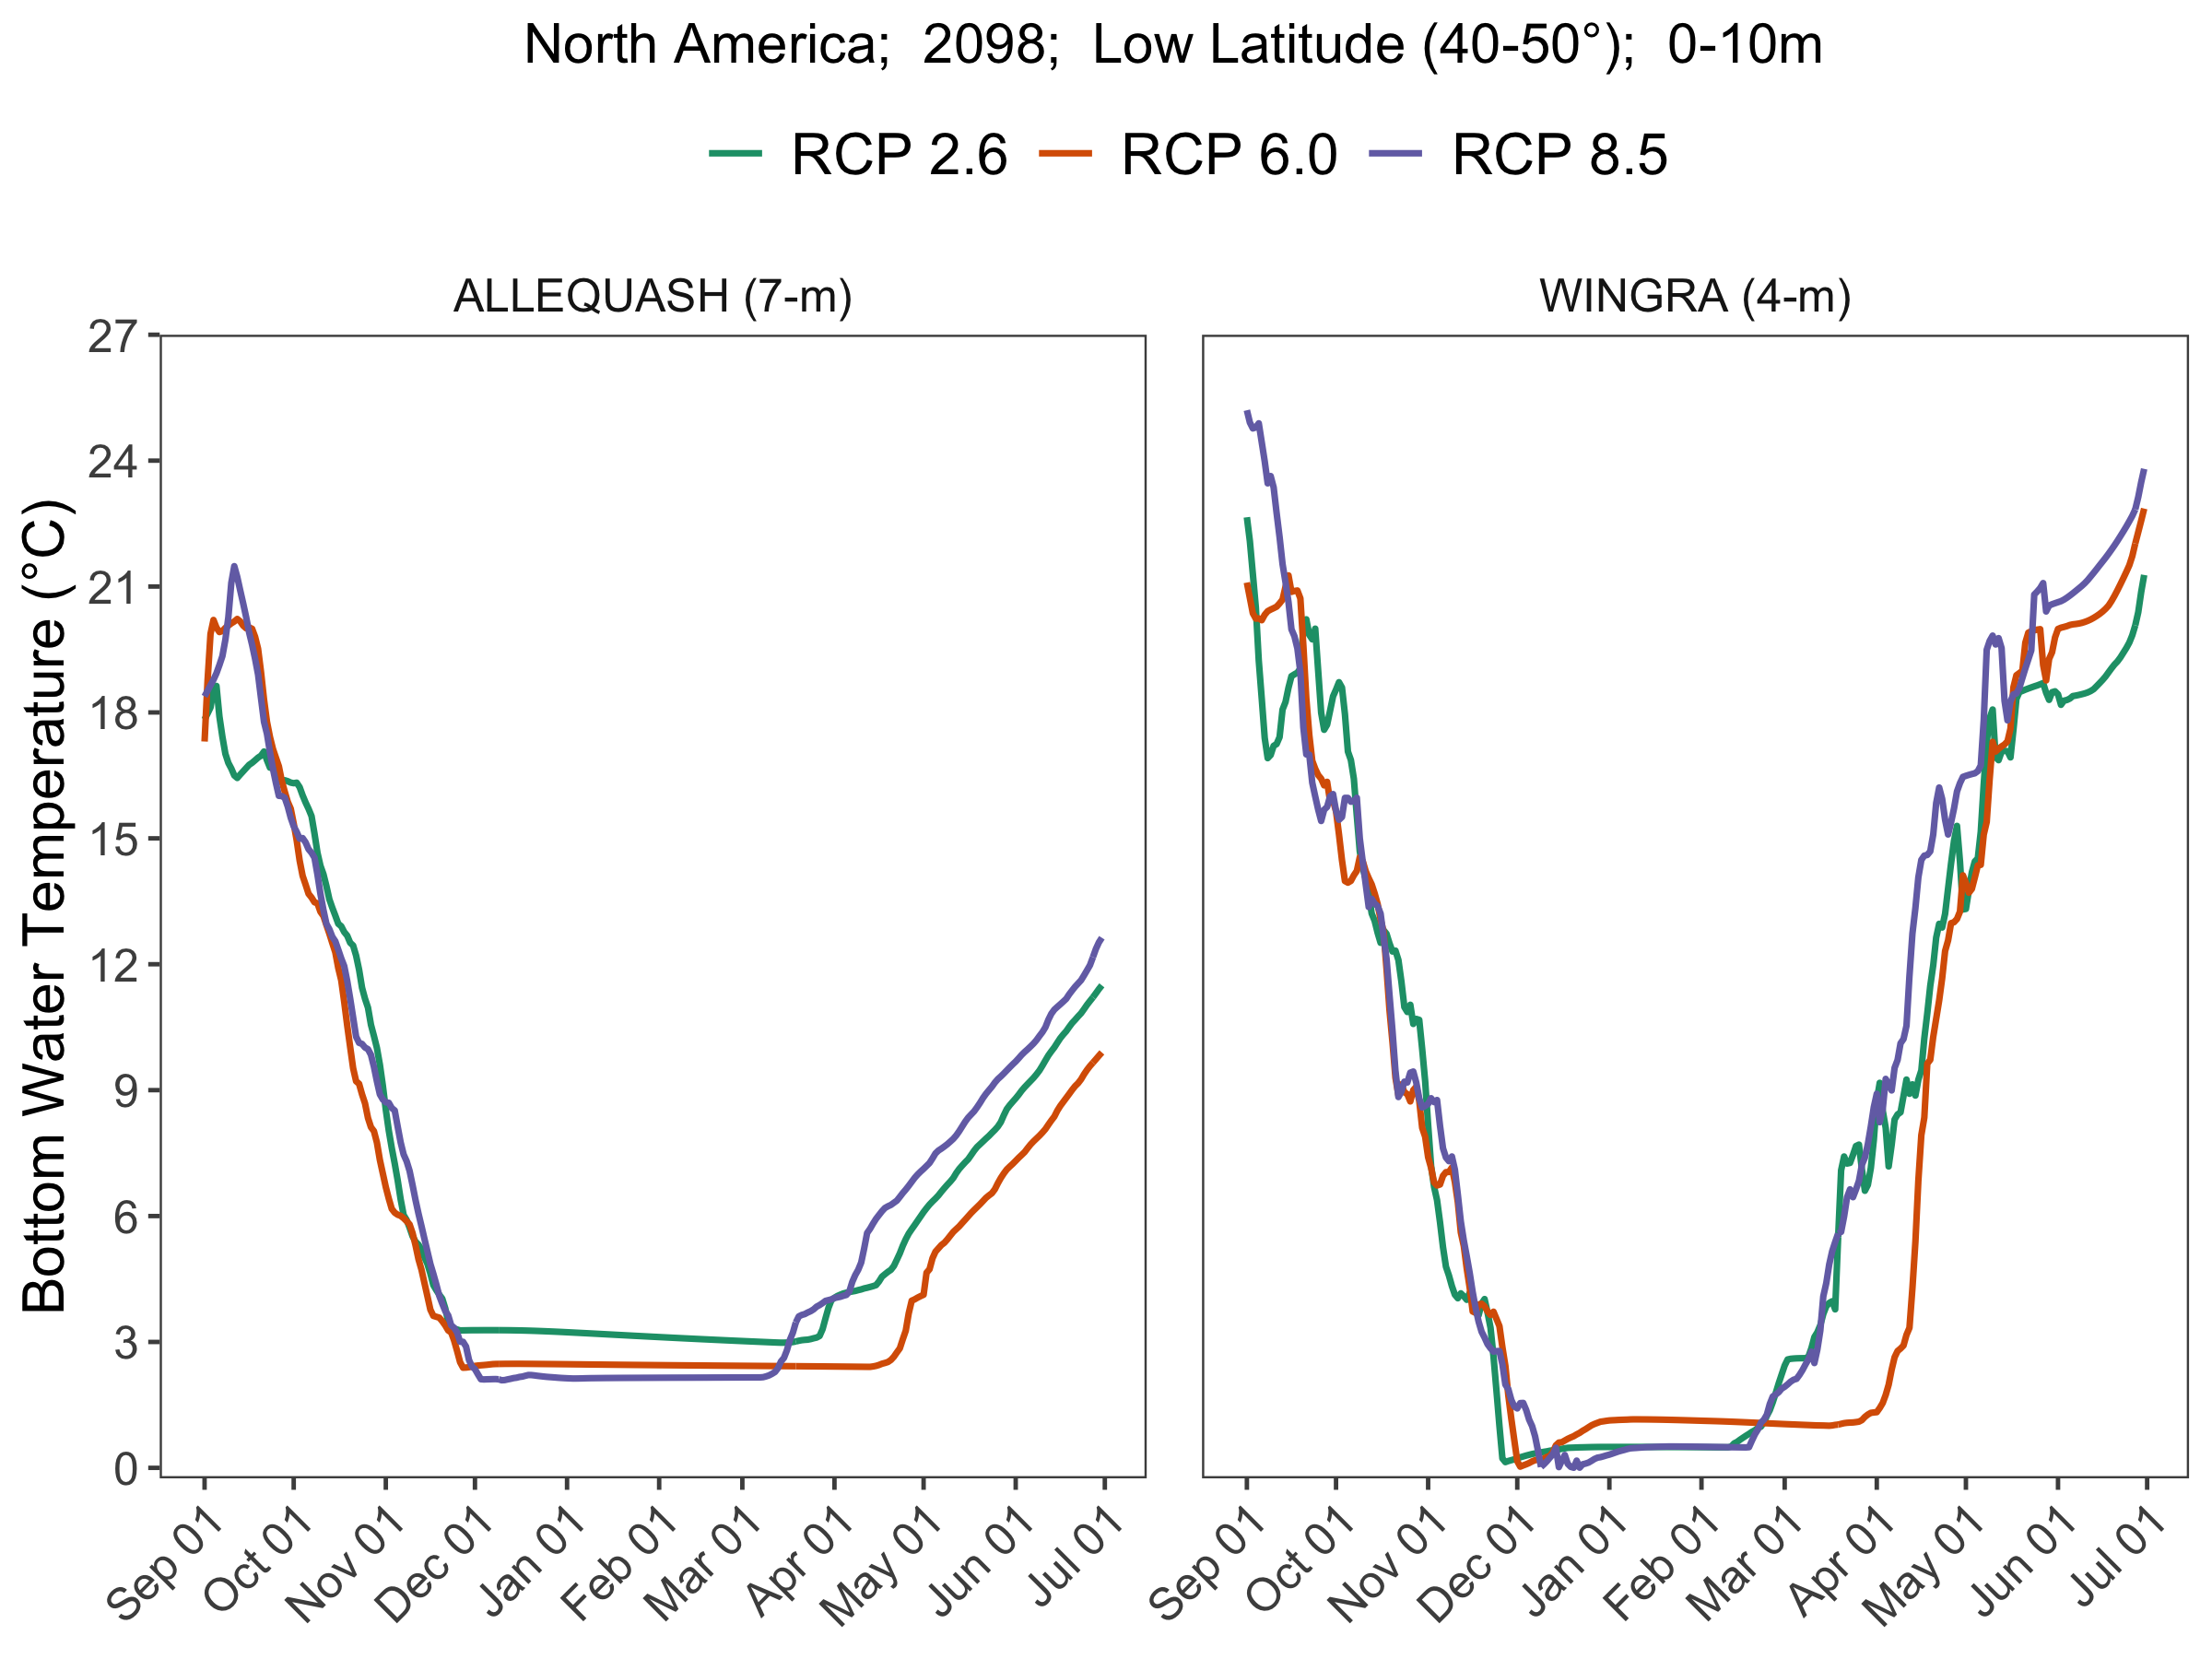 North America; 2098; Low Latitude (40-50°); 0-10m
RCP 2.6 RCP 6.0 RCP 8.5
ALLEQUASH (7-m) WINGRA (4-m)
Bottom Water Temperature (°C)
27
24
21
18
15
12
9
6
3
0
Sep 01 Oct 01 Nov 01 Dec 01 Jan 01 Feb 01 Mar 01 Apr 01 May 01 Jun 01 Jul 01 Sep 01 Oct 01 Nov 01 Dec 01 Jan 01 Feb 01 Mar 01 Apr 01 May 01 Jun 01 Jul 01